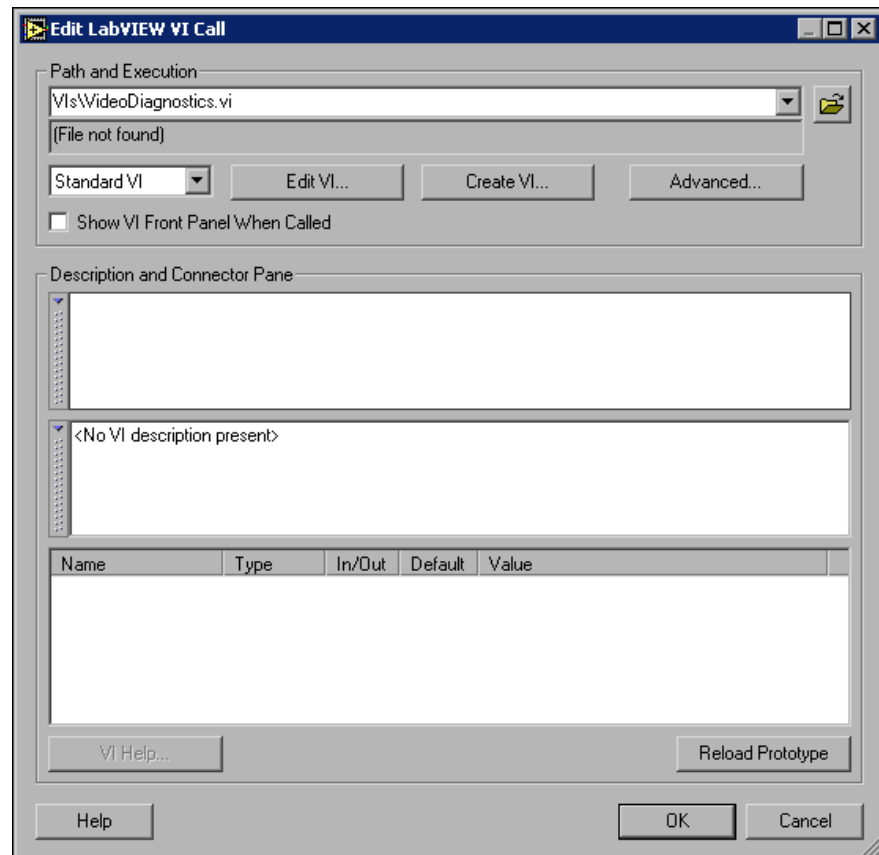 Edit LabVIEW VI Call
Path and Execution
VIs\VideoDiagnostics.vi
(File not found)
Standard VI Edit VI... Create VI... Advanced...
Show VI Front Panel When Called
Description and Connector Pane
<No VI description present>
Name Type In/Out Default Value
VI Help... Reload Prototype
Help OK Cancel